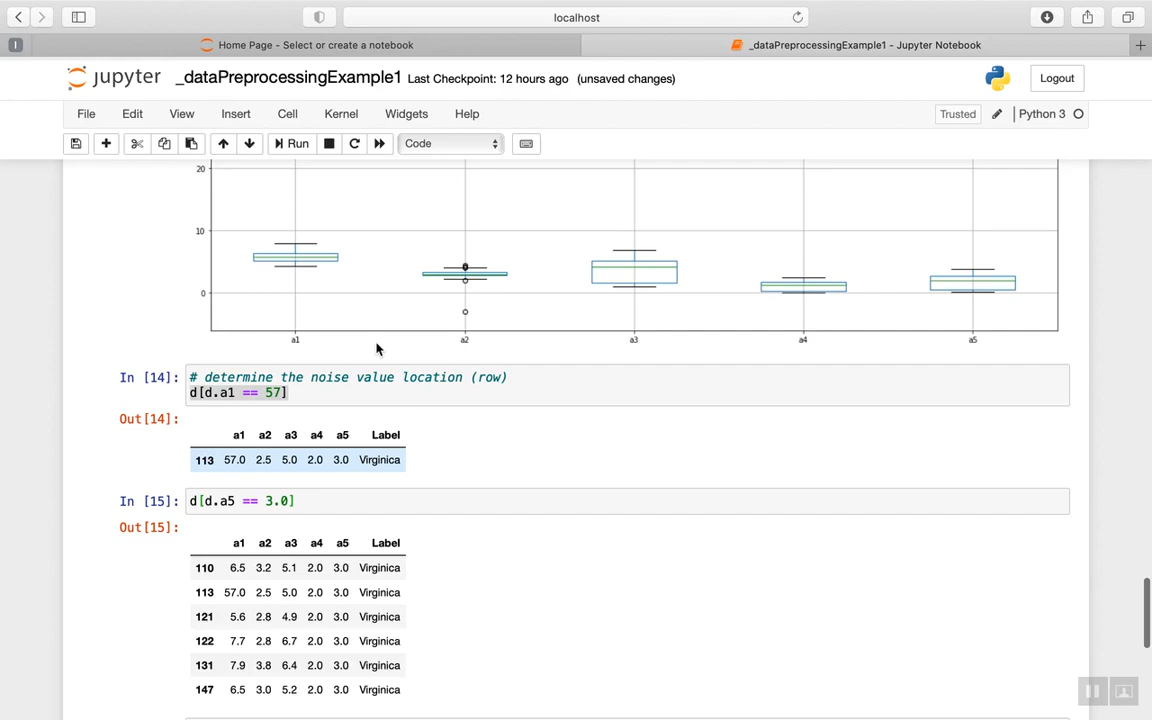 localhost
I
Home Page - Select or create a notebook
_dataPreprocessingExample1 - Jupyter Notebook
jupyter _dataPreprocessingExample1 Last Checkpoint: 12 hours ago (unsaved changes)
Logout
File Edit View Insert Cell Kernel Widgets Help
Trusted
Python 3
Run
Code
20
10
0
a1 a2 a3 a4 a5
In [14]: # determine the noise value location (row)
d[d.a1 == 57]
Out[14]:
a1 a2 a3 a4 a5 Label
113 57.0 2.5 5.0 2.0 3.0 Virginica
In [15]: d[d.a5 == 3.0]
Out[15]:
a1 a2 a3 a4 a5 Label
110 6.5 3.2 5.1 2.0 3.0 Virginica
113 57.0 2.5 5.0 2.0 3.0 Virginica
121 5.6 2.8 4.9 2.0 3.0 Virginica
122 7.7 2.8 6.7 2.0 3.0 Virginica
131 7.9 3.8 6.4 2.0 3.0 Virginica
147 6.5 3.0 5.2 2.0 3.0 Virginica